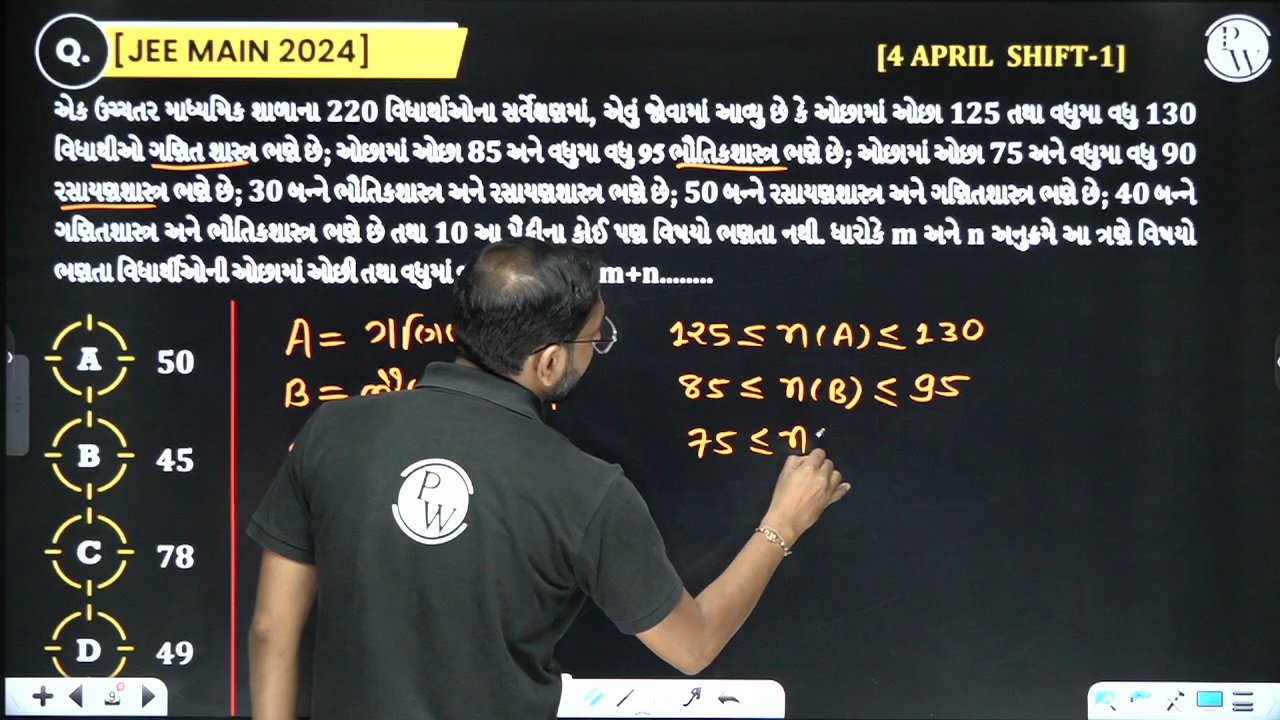 Q. [JEE MAIN 2024]
[4 APRIL SHIFT-1]
PW
એક ઉચ્ચતર માધ્યમિક શાળાના 220 વિધાર્થાઓના સર્વેક્ષણમાં, એવું જોવામાં આવ્યુ છે કે ઓછામાં ઓછા 125 તથા વધુમા વધુ 130
વિધાથીઓ ગણિત શાસ્ત્ર ભણે છે; ઓછામાં ઓછા 85 અને વધુમા વધુ 95 ભૌતિકશાસ્ત્ર ભણે છે; ઓછામાં ઓછા 75 અને વધુમા વધુ 90
રસાયણશાસ્ત્ર ભણે છે; 30 બન્ને ભૌતિકશાસ્ત્ર અને રસાયણશાસ્ત્ર ભણે છે; 50 બન્ને રસાયણશાસ્ત્ર અને ગણિતશાસ્ત્ર ભણે છે; 40 બન્ને
ગણિતશાસ્ત્ર અને ભૌતિકશાસ્ત્ર ભણે છે તથા 10 આ પૈકીના કોઈ પણ વિષયો ભણતા નથી. ધારોકે m અને n અનુક્રમે આ ત્રણે વિષયો
ભણતા વિધાર્થીઓની ઓછામાં ઓછી તથા વધુમાં m+n........
A 50
B 45
C 78
D 49
A =
B =
125 ≤ n(A) ≤ 130
85 ≤ n(B) ≤ 95
75 ≤ n
PW
9